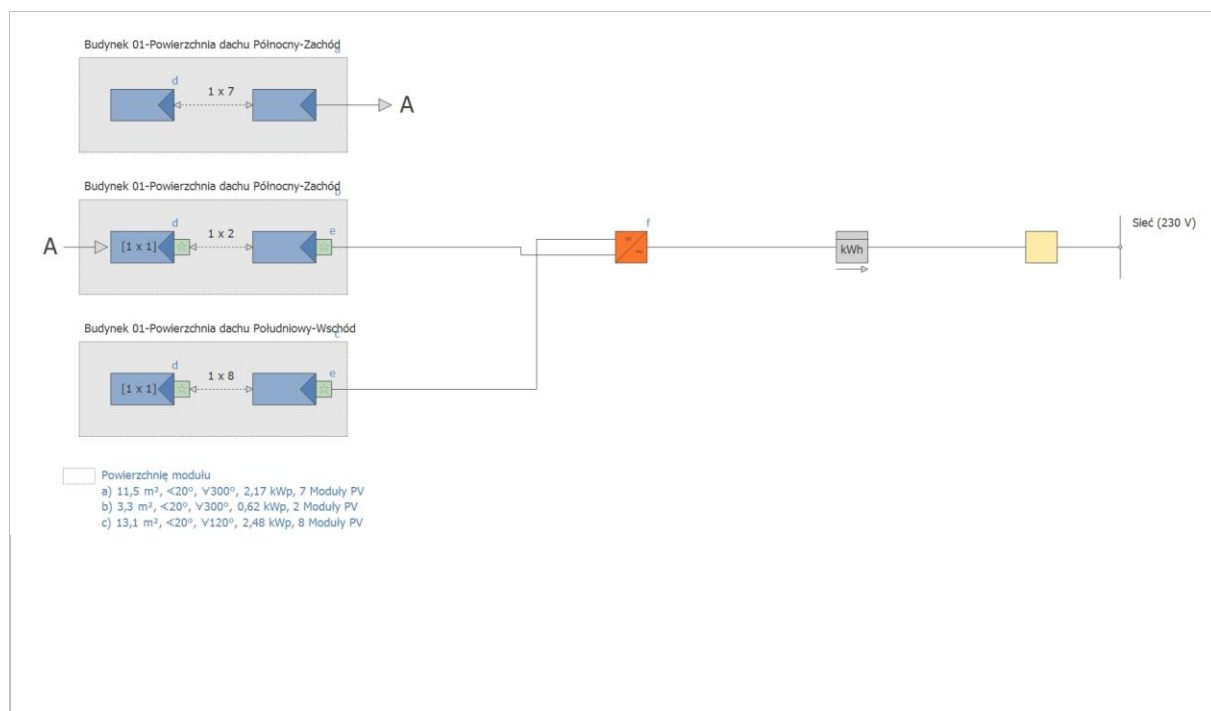 Budynek 01-Powierzchnia dachu Północny-Zachód
a
d
1 x 7
A
Budynek 01-Powierzchnia dachu Północny-Zachód
b
A
d
[1 x 1]
1 x 2
e
f
=
~
kWh
Sieć (230 V)
Budynek 01-Powierzchnia dachu Południowy-Wschód
c
d
[1 x 1]
1 x 8
e
Powierzchnię modułu
a) 11,5 m², ∢20°, ∀300°, 2,17 kWp, 7 Moduły PV
b) 3,3 m², ∢20°, ∀300°, 0,62 kWp, 2 Moduły PV
c) 13,1 m², ∢20°, ∀120°, 2,48 kWp, 8 Moduły PV